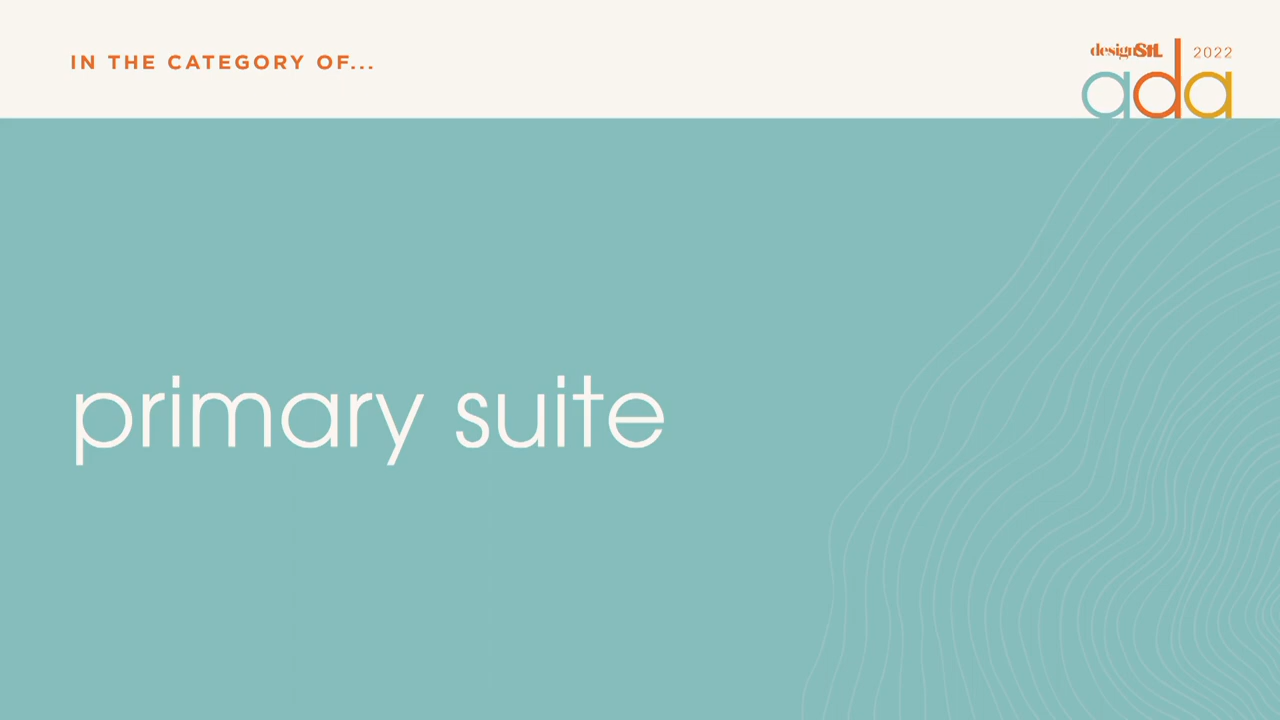 IN THE CATEGORY OF...
designStL 2022
ada
primary suite